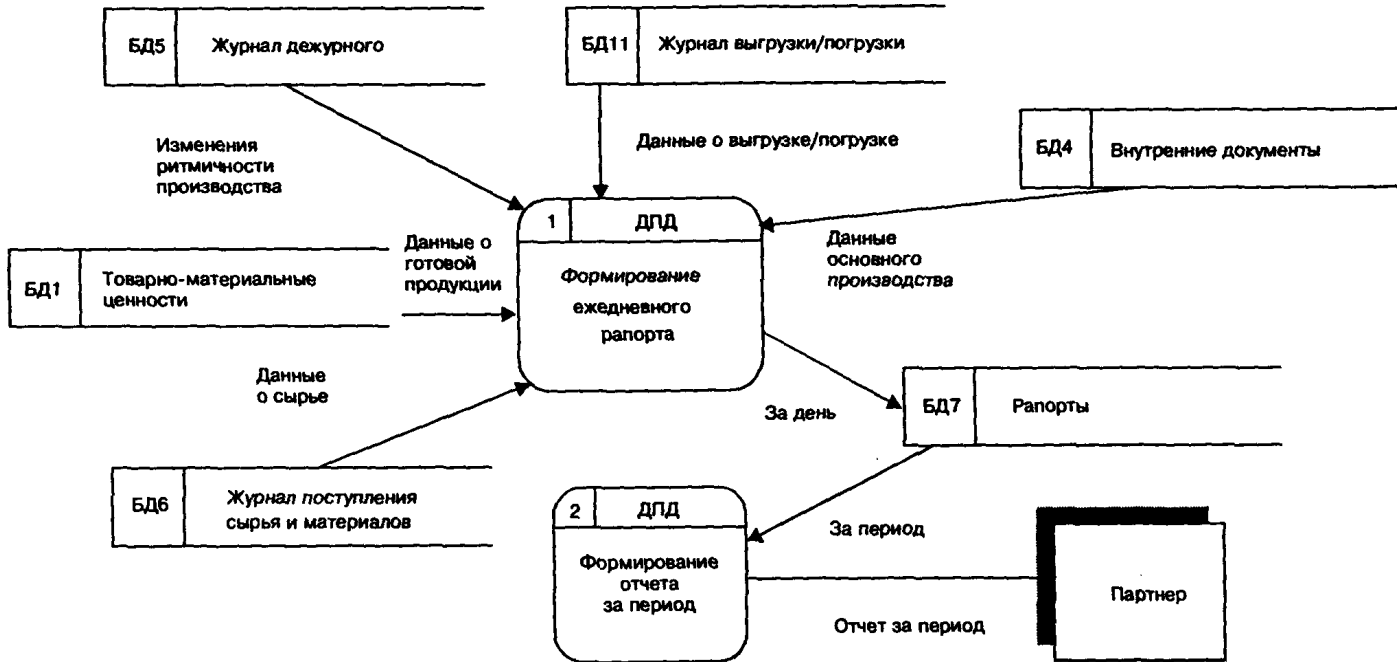 БД5
Журнал дежурного
БД11
Журнал выгрузки/погрузки
Изменения
ритмичности
производства
Данные о выгрузке/погрузке
БД4
Внутренние документы
1
ДПД
Формирование
ежедневного
рапорта
Данные о
готовой
продукции
Данные
основного
производства
БД1
Товарно-материальные
ценности
Данные
о сырье
За день
БД7
Рапорты
БД6
Журнал поступления
сырья и материалов
2
ДПД
Формирование
отчета
за период
За период
Отчет за период
Партнер